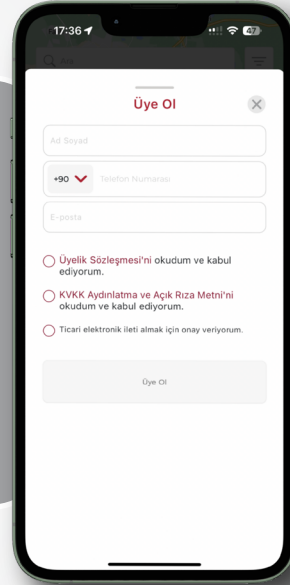 17:36
47
Ara
Üye Ol
Ad Soyad
+90 Telefon Numarası
E-posta
Üyelik Sözleşmesi'ni okudum ve kabul
ediyorum.
KVKK Aydınlatma ve Açık Rıza Metni'ni
okudum ve kabul ediyorum.
Ticari elektronik ileti almak için onay veriyorum.
Üye Ol